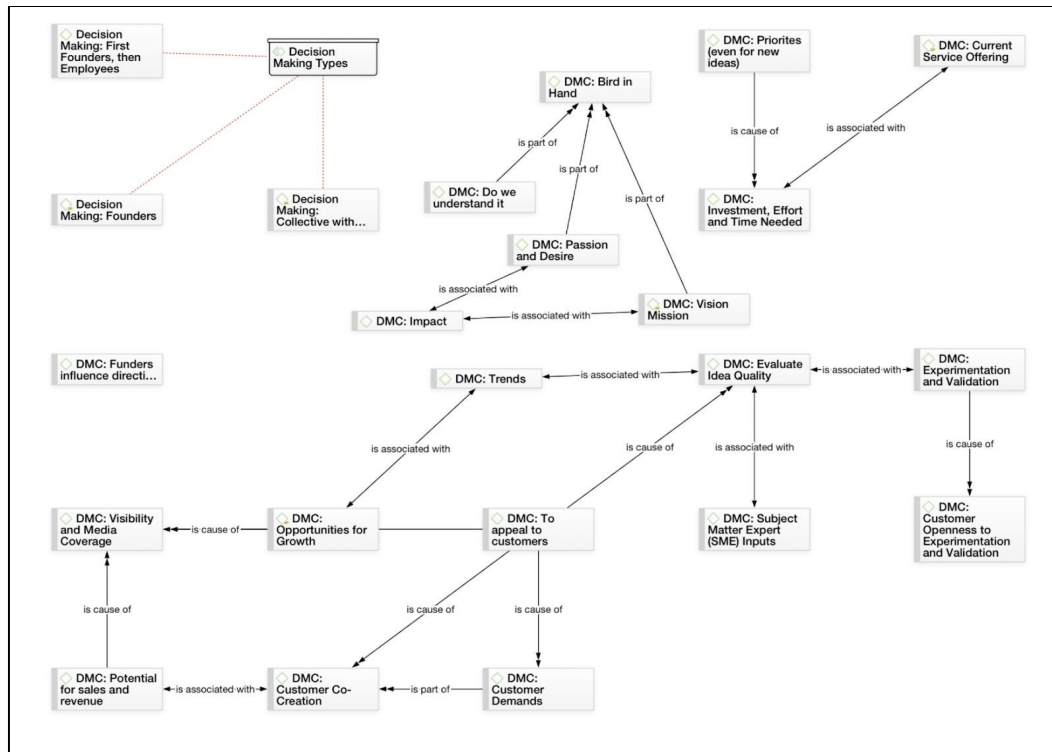 Decision
Making: First
Founders, then
Employees
Decision
Making Types
DMC: Priorites
(even for new
ideas)
DMC: Current
Service Offering
DMC: Bird in
Hand
is cause of
is associated with
is part of
is part of
is part of
Decision
Making: Founders
Decision
Making:
Collective with...
DMC: Do we
understand it
DMC:
Investment, Effort
and Time Needed
DMC: Passion
and Desire
is associated with
DMC: Impact
is associated with
DMC: Vision
Mission
DMC: Funders
influence directi...
DMC: Trends
is associated with
DMC: Evaluate
Idea Quality
is associated with
DMC:
Experimentation
and Validation
is associated with
is cause of
is associated with
is cause of
DMC: Visibility
and Media
Coverage
is cause of
DMC:
Opportunities for
Growth
DMC: To
appeal to
customers
DMC: Subject
Matter Expert
(SME) Inputs
DMC:
Customer
Openness to
Experimentation
and Validation
is cause of
is cause of
is cause of
DMC: Potential
for sales and
revenue
is associated with
DMC:
Customer Co-
Creation
is part of
DMC:
Customer
Demands